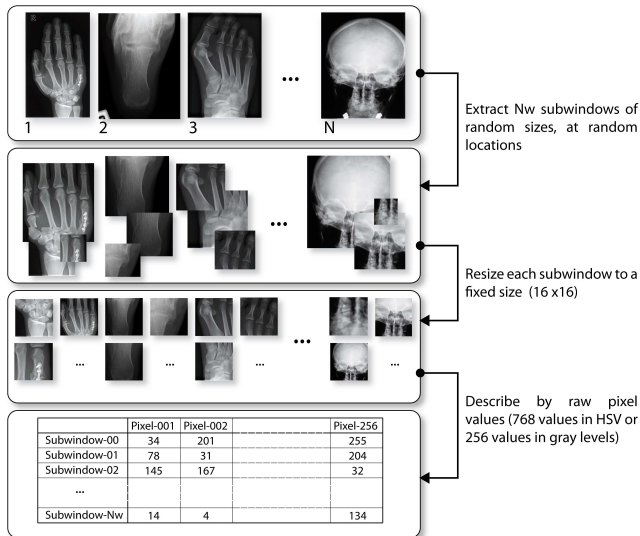 1 2 3 ... N
Extract Nw subwindows of
random sizes, at random
locations
...
Resize each subwindow to a
fixed size (16 x16)
...
... ... ... ...
Describe by raw pixel
values (768 values in HSV or
256 values in gray levels)
Pixel-001 Pixel-002 Pixel-256
Subwindow-00 34 201 255
Subwindow-01 78 31 204
Subwindow-02 145 167 32
...
Subwindow-Nw 14 4 134